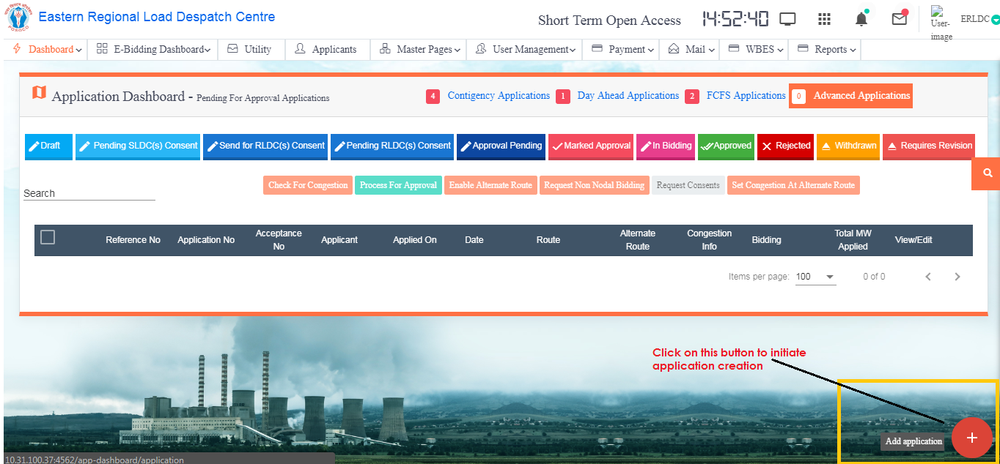 Eastern Regional Load Despatch Centre
Short Term Open Access
14:52:40
User-
image
ERLDC
POSOCO
Dashboard
E-Bidding Dashboard
Utility
Applicants
Master Pages
User Management
Payment
Mail
WBES
Reports
Application Dashboard - Pending For Approval Applications
4 Contigency Applications
1 Day Ahead Applications
2 FCFS Applications
0 Advanced Applications
Draft
Pending SLDC(s) Consent
Send for RLDC(s) Consent
Pending RLDC(s) Consent
Approval Pending
Marked Approval
In Bidding
Approved
Rejected
Withdrawn
Requires Revision
Search
Check For Congestion
Process For Approval
Enable Alternate Route
Request Non Nodal Bidding
Request Consents
Set Congestion At Alternate Route
Reference No
Application No
Acceptance
No
Applicant
Applied On
Date
Route
Alternate
Route
Congestion
Info
Bidding
Total MW
Applied
View/Edit
Items per page: 100
0 of 0
Click on this button to initiate
application creation
Add application
+
10.31.100.37:4562/app-dashboard/application